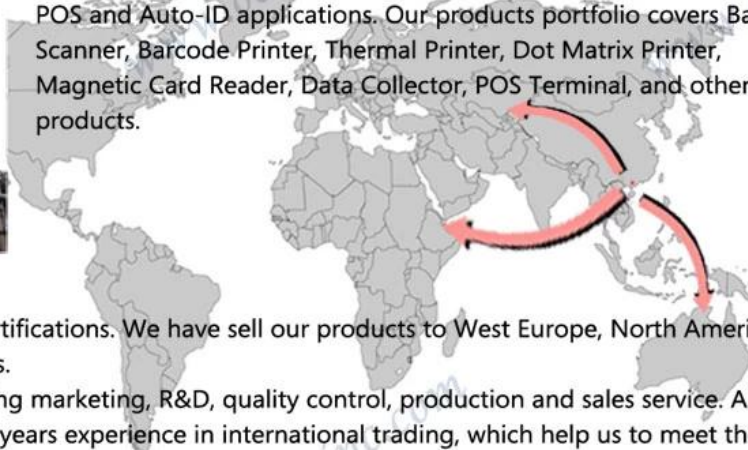 POS and Auto-ID applications. Our products portfolio covers
Scanner, Barcode Printer, Thermal Printer, Dot Matrix Printer,
Magnetic Card Reader, Data Collector, POS Terminal, and other
products.
We have sell our products to West Europe, North
marketing, R&D, quality control, production and sales service.
years experience in international trading, which help us to meet